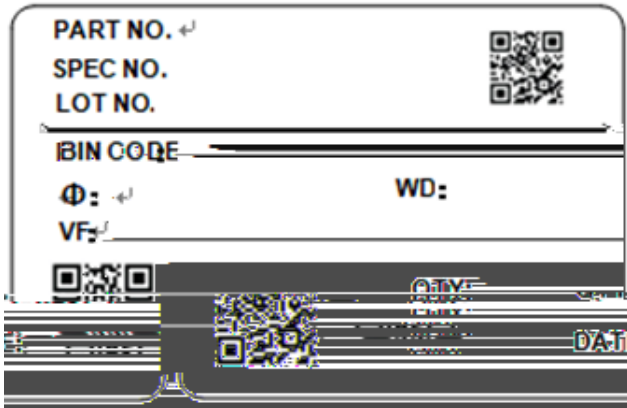 PART NO. ↵
SPEC NO.
LOT NO.
BIN CODE
Φ: ↵
WD:
VF:↵
QTY:
DAT